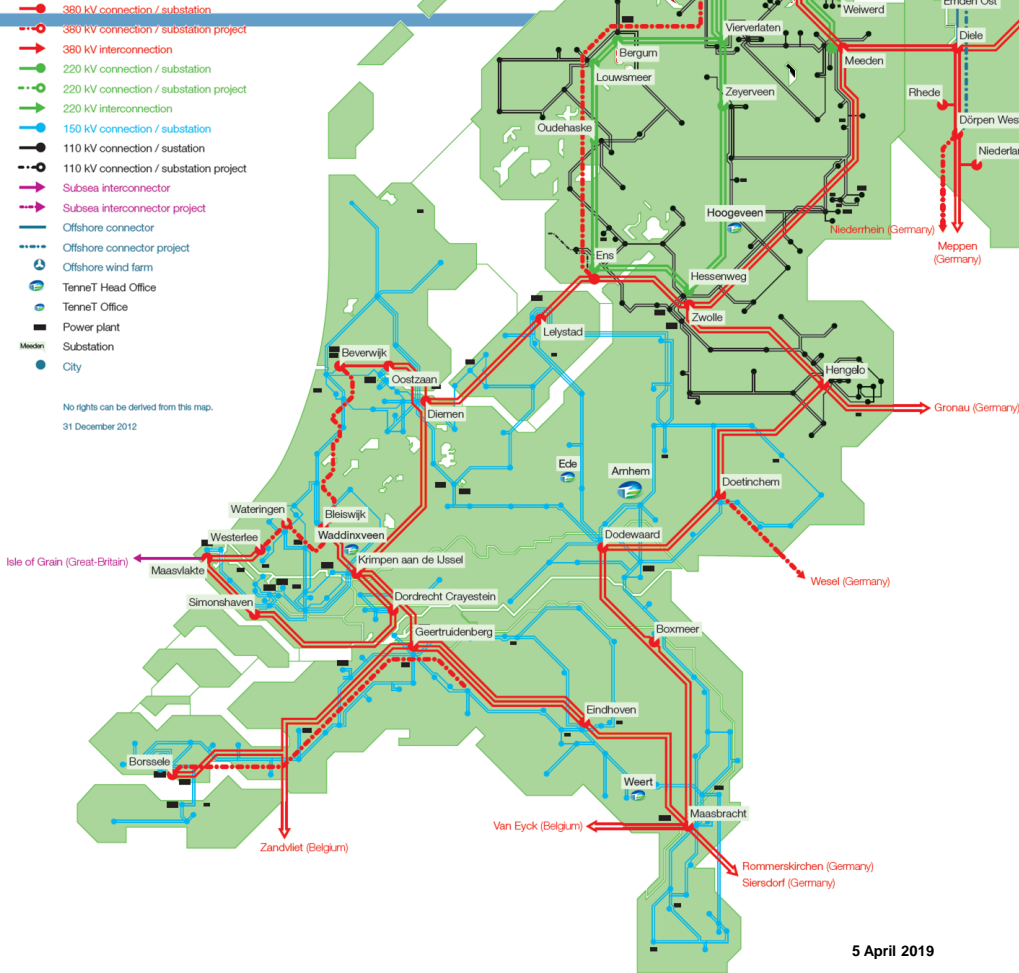 380 kV connection / substation
380 kV connection / substation project
380 kV interconnection
220 kV connection / substation
220 kV connection / substation project
220 kV interconnection
150 kV connection / substation
110 kV connection / sustation
110 kV connection / substation project
Subsea interconnector
Subsea interconnector project
Offshore connector
Offshore connector project
Offshore wind farm
TenneT Head Office
TenneT Office
Power plant
Meeden Substation
City
No rights can be derived from this map.
31 December 2012
Weiwerd
Emden Ost
Vierverlaten
Diele
Bergum
Meeden
Louwsmeer
Zeyerveen
Rhede
Oudehaske
Dörpen West
Niederlan
Hoogeveen
Niederrhein (Germany)
Meppen
(Germany)
Ens
Hessenweg
Zwolle
Lelystad
Beverwijk
Oostzaan
Hengelo
Diemen
Gronau (Germany)
Ede
Arnhem
Doetinchem
Wateringen
Bleiswijk
Westerlee
Waddinxveen
Dodewaard
Isle of Grain (Great-Britain)
Krimpen aan de IJssel
Maasvlakte
Wesel (Germany)
Simonshaven
Dordrecht Crayestein
Geertruidenberg
Boxmeer
Eindhoven
Borssele
Weert
Maasbracht
Van Eyck (Belgium)
Zandvliet (Belgium)
Rommerskirchen (Germany)
Siersdorf (Germany)
5 April 2019